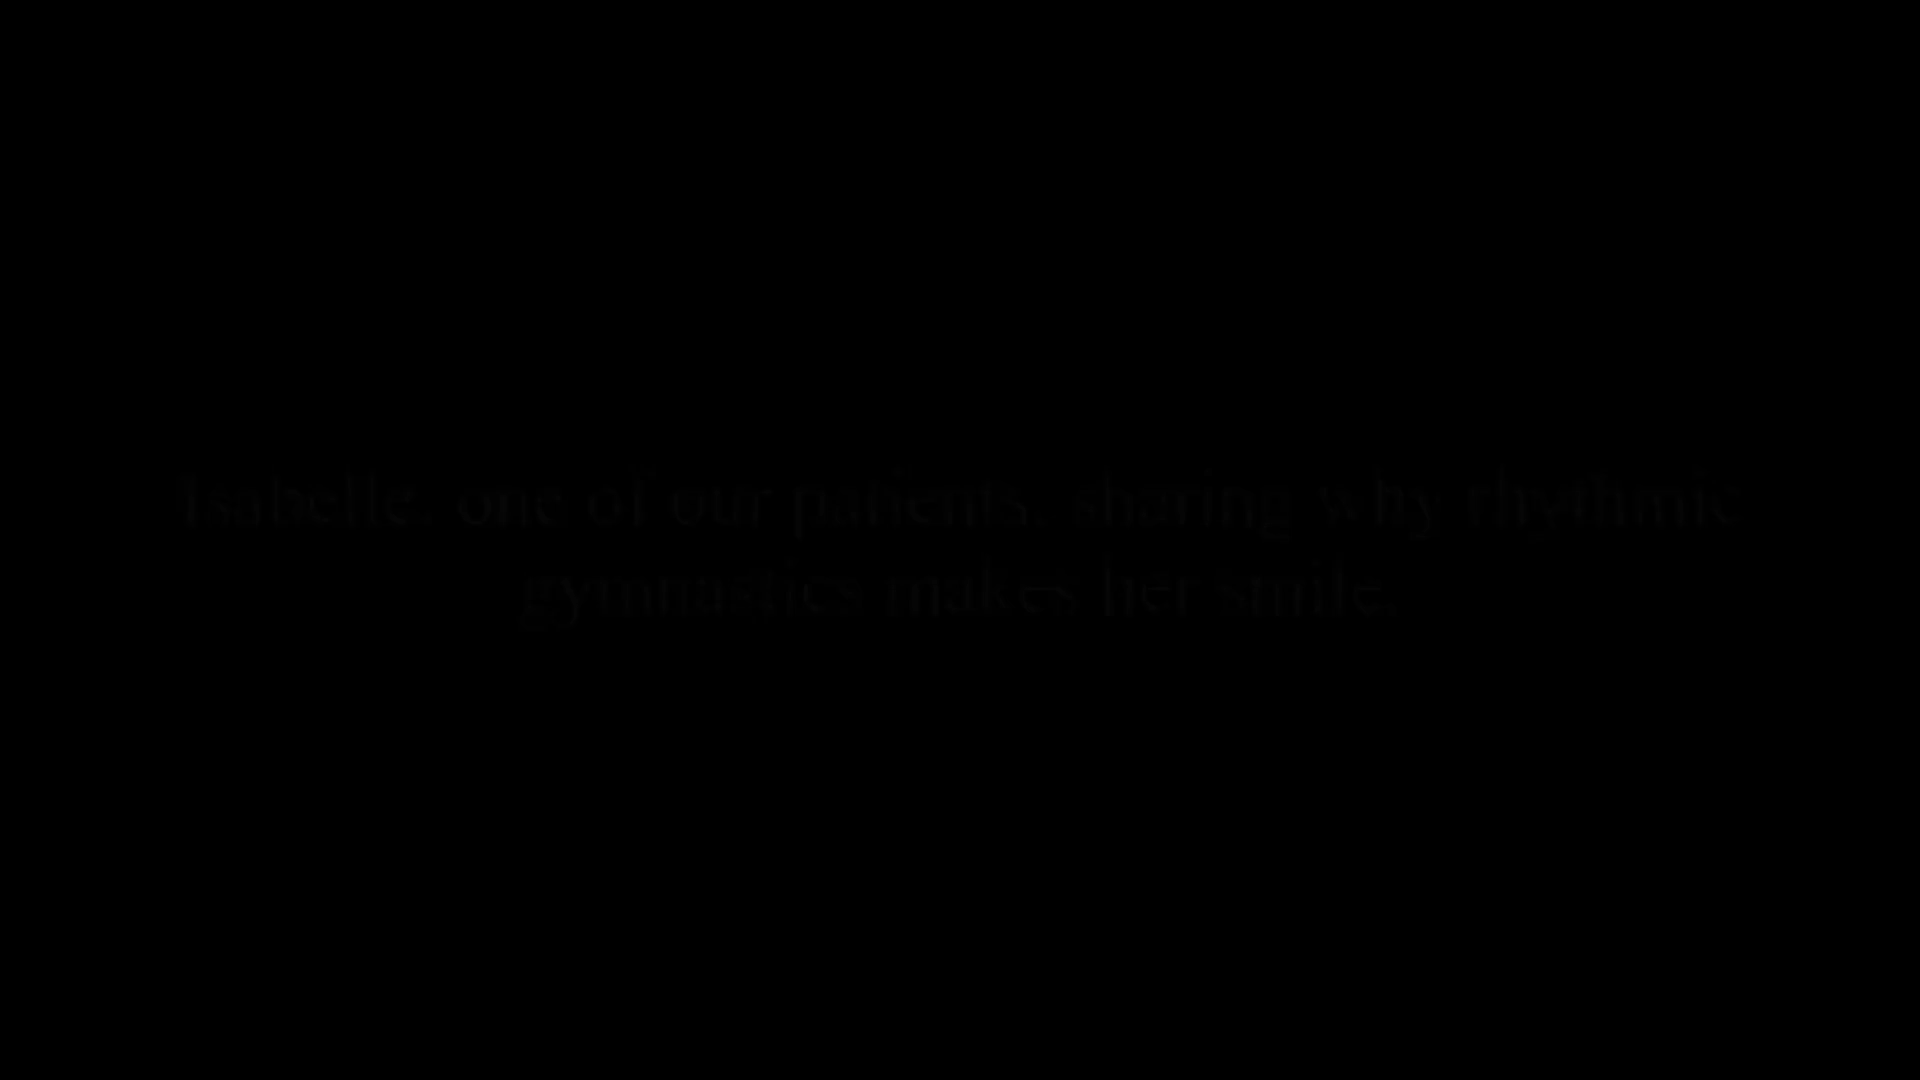 Isabelle, one of our patients, sharing why rhythmic
gymnastics makes her smile.